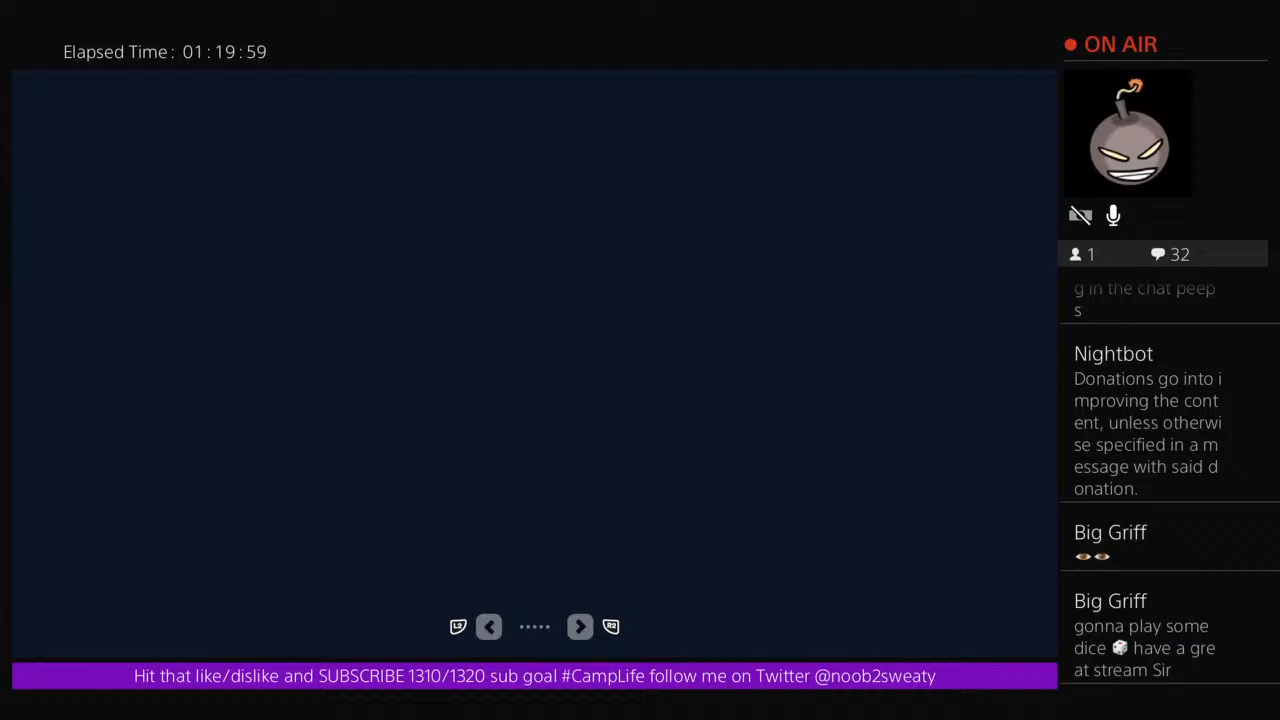 Elapsed Time: 01:19:59
ON AIR
1
32
g in the chat peep
s
Nightbot
Donations go into i
mproving the cont
ent, unless otherwi
se specified in a m
essage with said d
onation.
Big Griff
Big Griff
gonna play some
dice 🎲 have a gre
at stream Sir
L2
R2
Hit that like/dislike and SUBSCRIBE 1310/1320 sub goal #CampLife follow me on Twitter @noob2sweaty